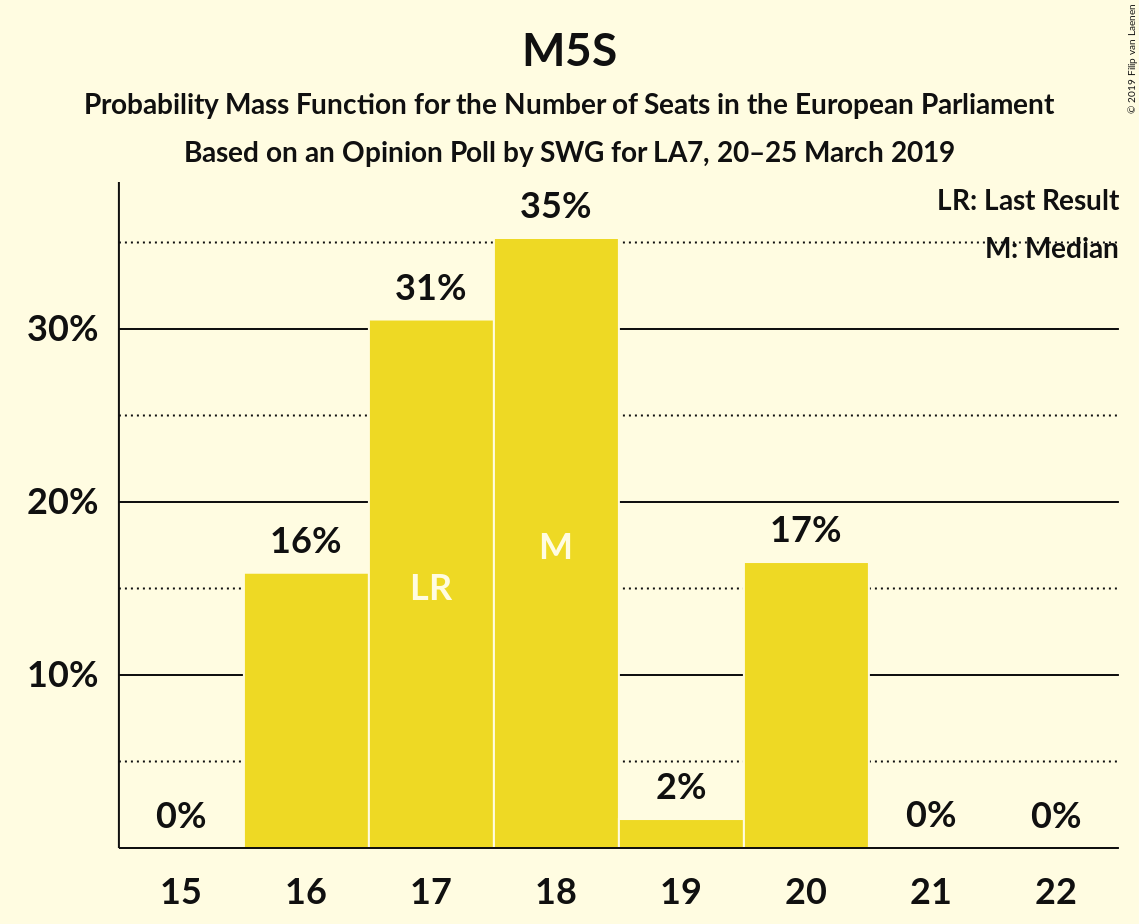 M5S
Probability Mass Function for the Number of Seats in the European Parliament
Based on an Opinion Poll by SWG for LA7, 20–25 March 2019
© 2019 Filip van Laenen
LR: Last Result
M: Median
35%
31%
30%
20%
17%
16%
M
LR
10%
2%
0%
0%
0%
15 16 17 18 19 20 21 22